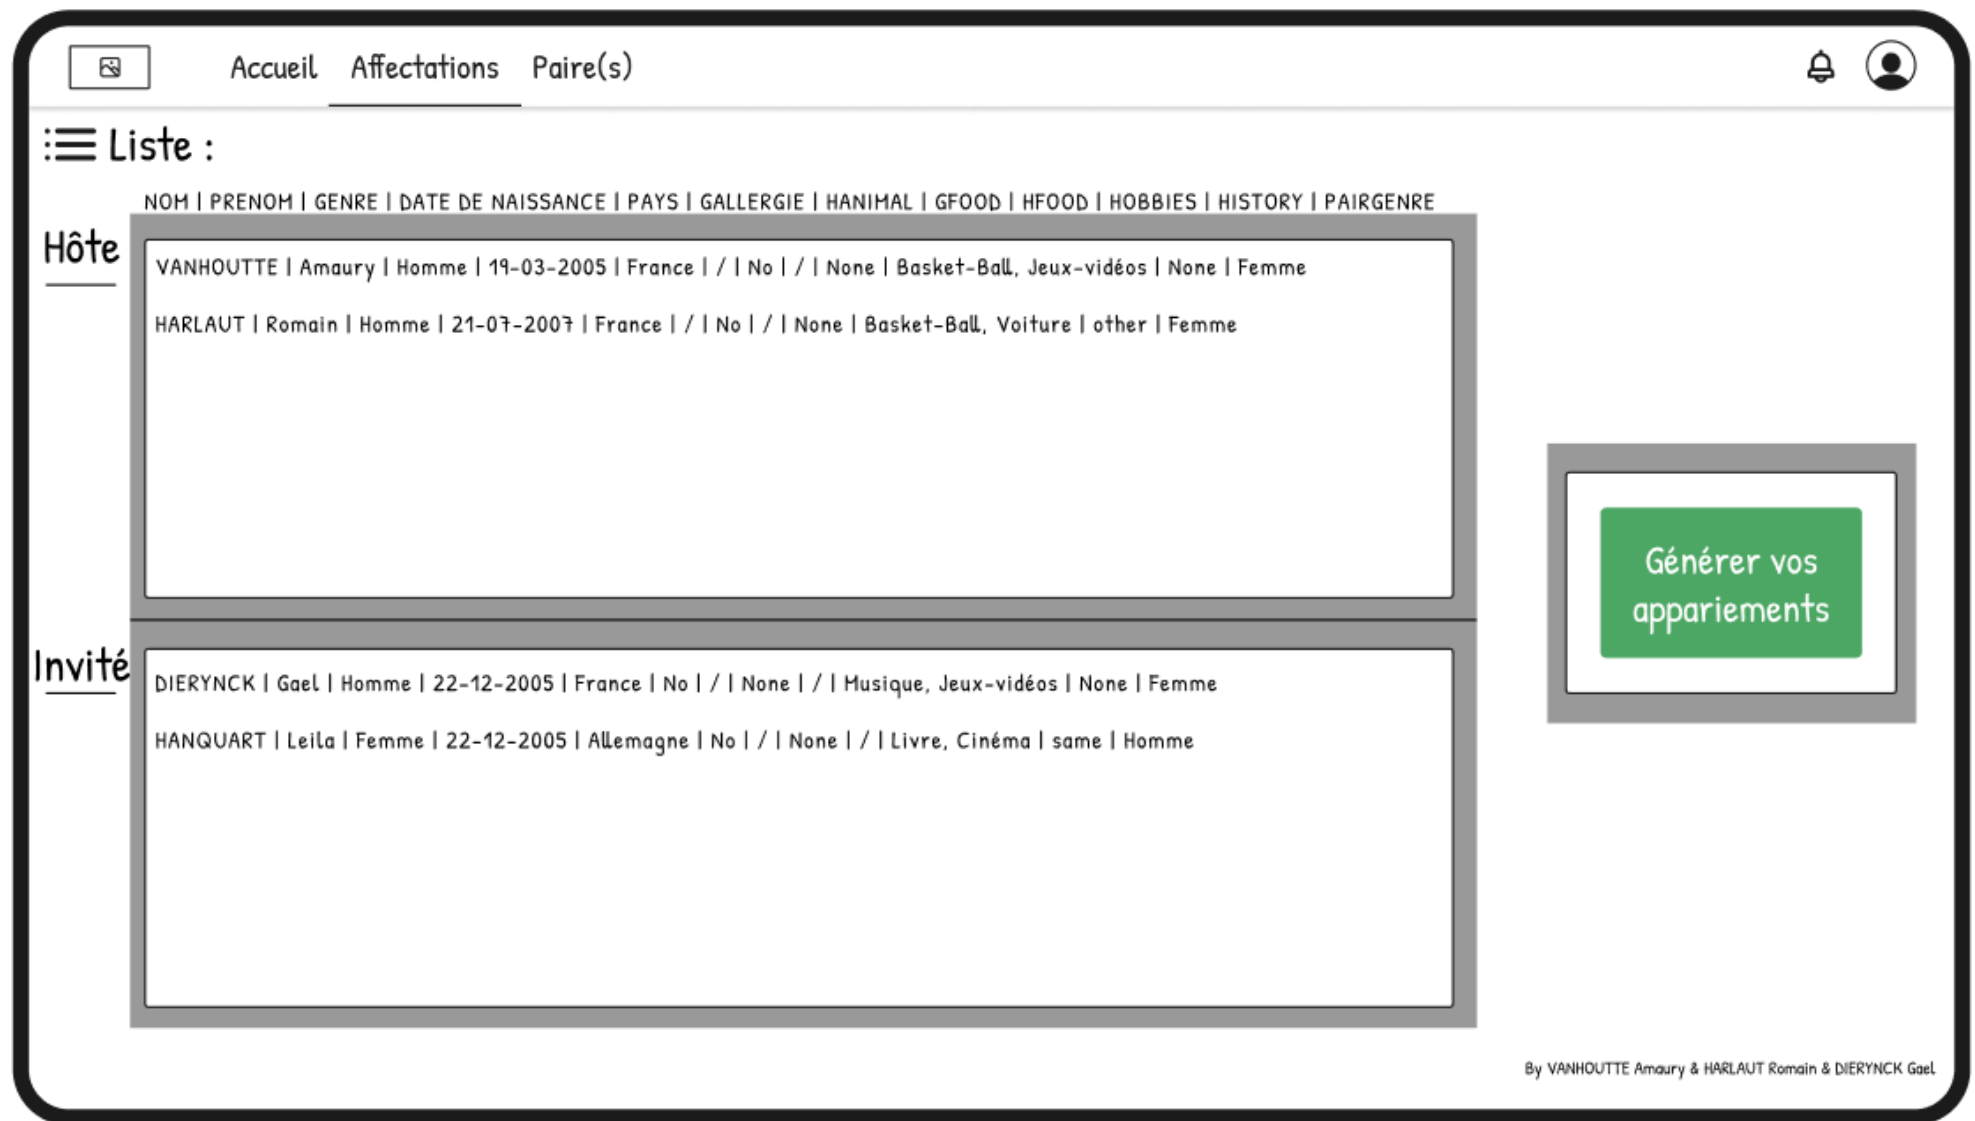 Accueil Affectations Paire(s)
Liste :
NOM | PRENOM | GENRE | DATE DE NAISSANCE | PAYS | GALLERGIE | HANIMAL | GFOOD | HFOOD | HOBBIES | HISTORY | PAIRGENRE
Hôte
VANHOUTTE | Amaury | Homme | 19-03-2005 | France | / | No | / | None | Basket-Ball, Jeux-vidéos | None | Femme
HARLAUT | Romain | Homme | 21-07-2007 | France | / | No | / | None | Basket-Ball, Voiture | other | Femme
Générer vos
appariements
Invité
DIERYNCK | Gael | Homme | 22-12-2005 | France | No | / | None | / | Musique, Jeux-vidéos | None | Femme
HANQUART | Leila | Femme | 22-12-2005 | Allemagne | No | / | None | / | Livre, Cinéma | same | Homme
By VANHOUTTE Amaury & HARLAUT Romain & DIERYNCK Gael